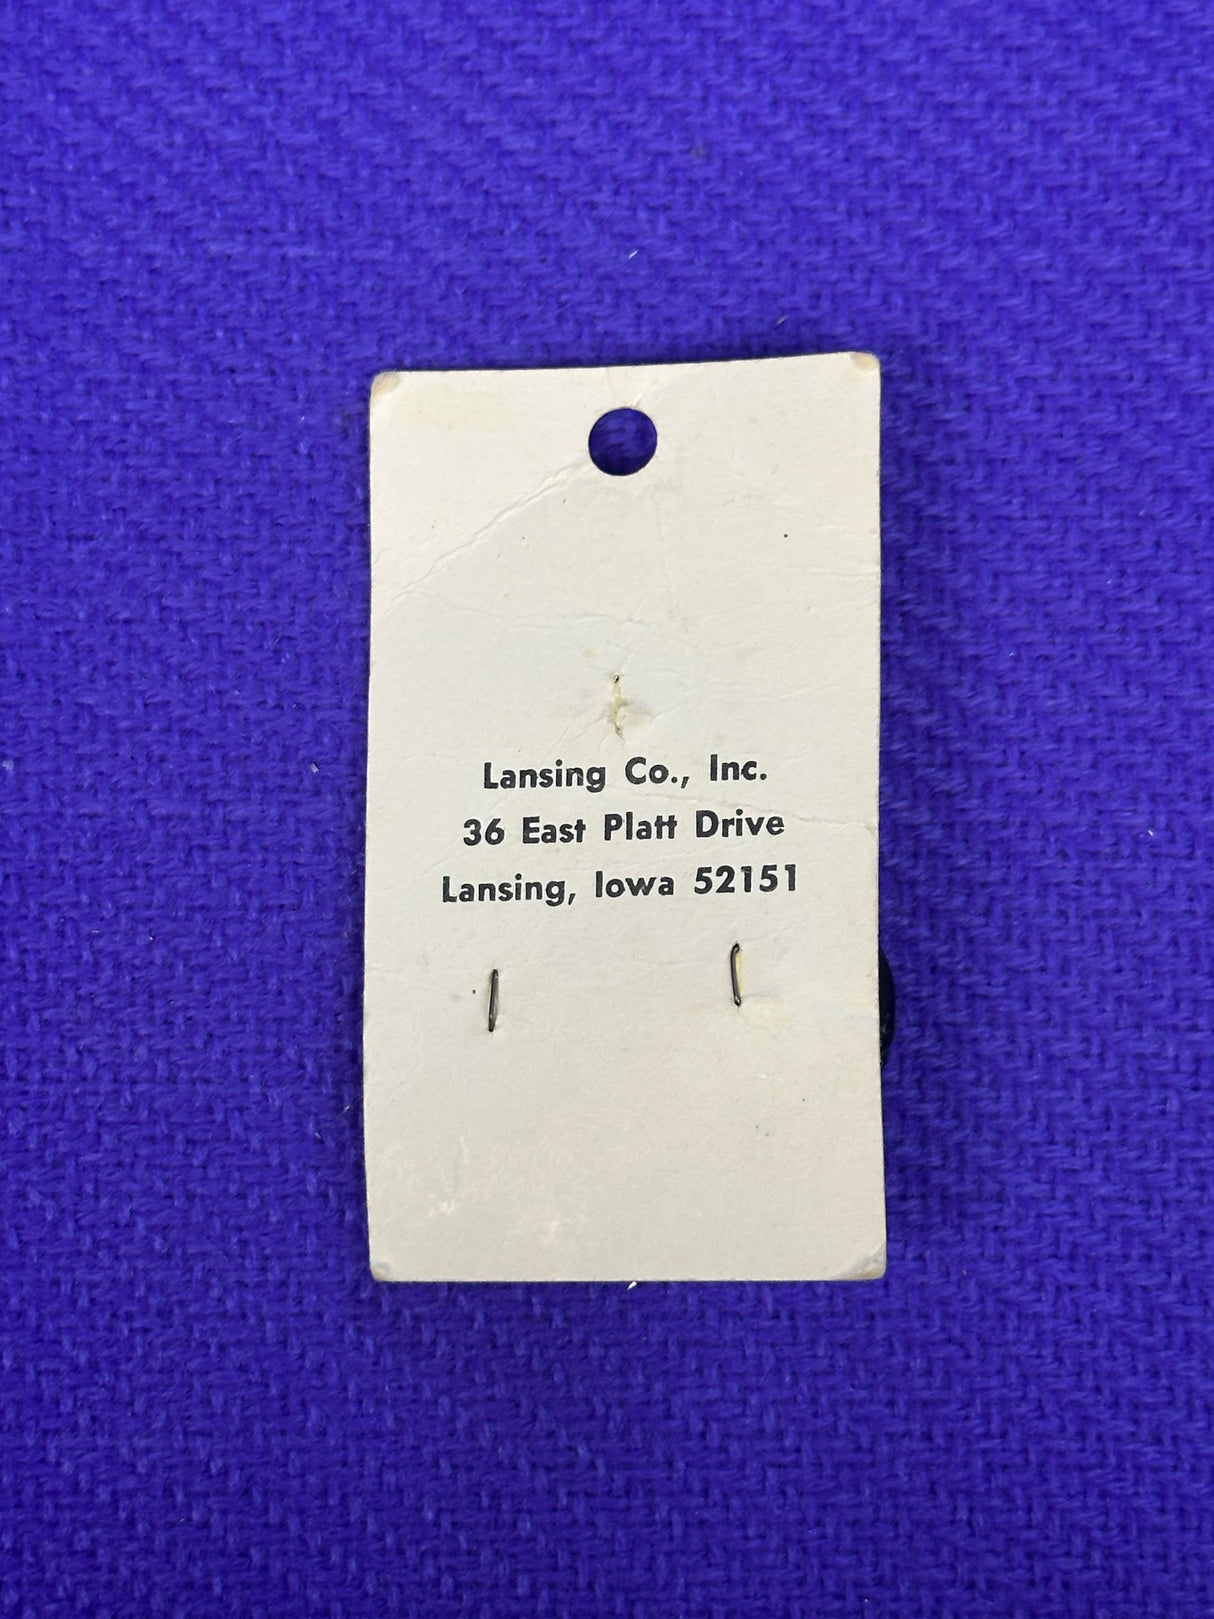 Lansing Co., Inc.
36 East Platt Drive
Lansing, Iowa 52151